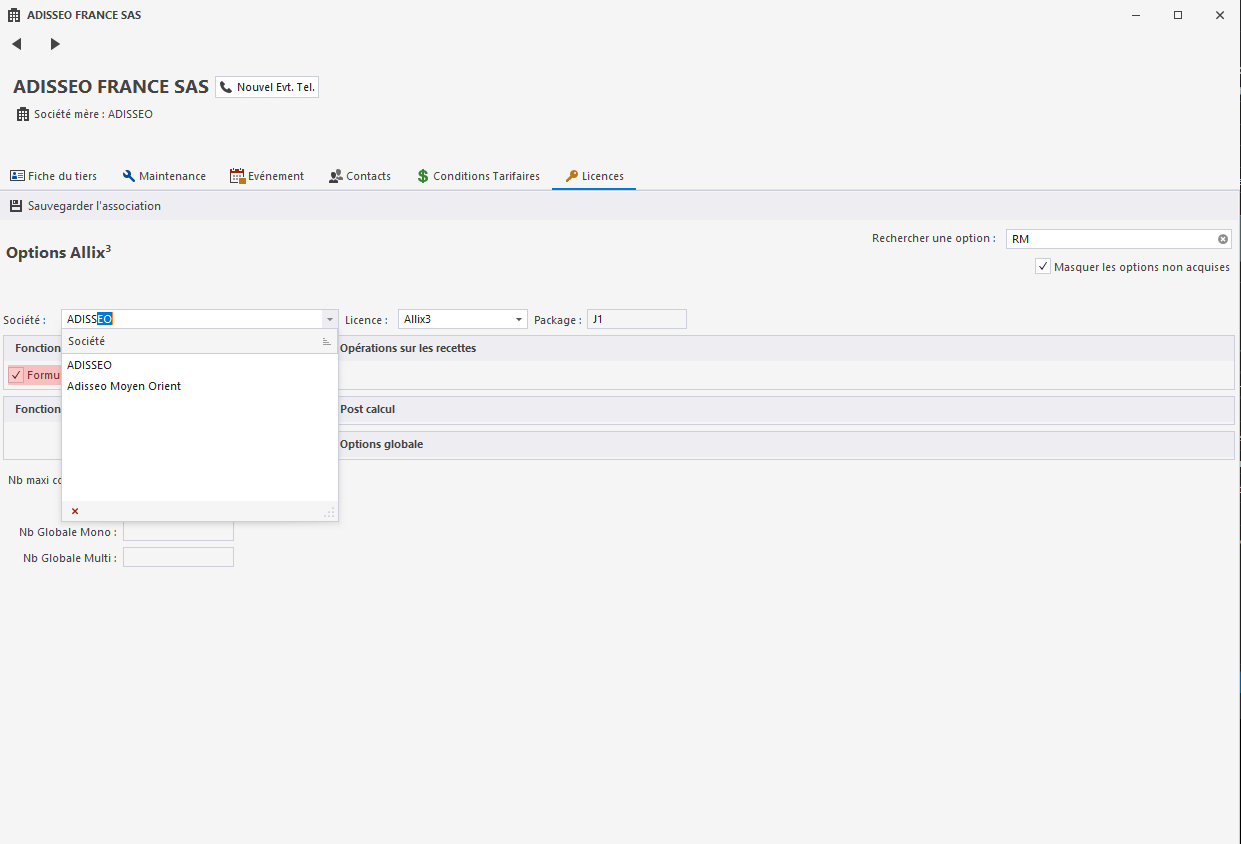 ADISSEO FRANCE SAS
ADISSEO FRANCE SAS Nouvel Evt. Tel.
Société mère : ADISSEO
Fiche du tiers Maintenance Evénement Contacts Conditions Tarifaires Licences
Sauvegarder l'association
Rechercher une option : RM
Options Allix³
Masquer les options non acquises
Société : ADISSEO Licence : Allix3 Package : J1
Société
Fonction Opérations sur les recettes
ADISSEO
Formu
Adisseo Moyen Orient
Fonction Post calcul
Options globale
Nb maxi co
Nb Globale Mono :
Nb Globale Multi :